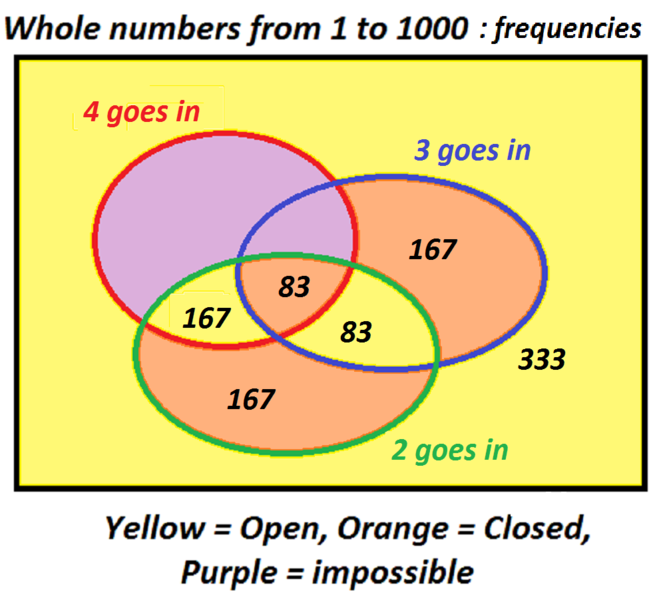 Whole numbers from 1 to 1000 : frequencies
4 goes in
3 goes in
167
83
167
83
333
167
2 goes in
Yellow = Open, Orange = Closed,
Purple = impossible